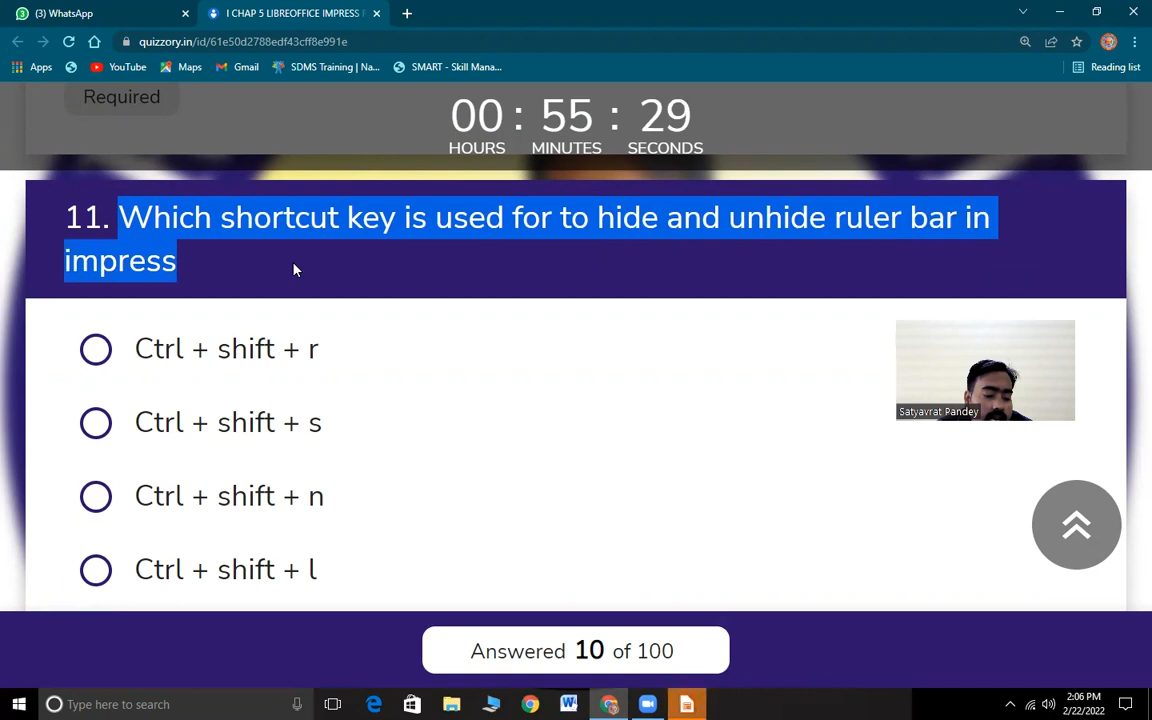 (3) WhatsApp
I CHAP 5 LIBREOFFICE IMPRESS
quizzory.in/id/61e50d2788edf43cff8e991e
Apps
YouTube
Maps
Gmail
SDMS Training | Na...
SMART - Skill Mana...
Reading list
Required
00 : 55 : 29
HOURS MINUTES SECONDS
11. Which shortcut key is used for to hide and unhide ruler bar in
impress
Ctrl + shift + r
Ctrl + shift + s
Ctrl + shift + n
Ctrl + shift + l
Satyavrat Pandey
Answered 10 of 100
Type here to search
2:06 PM
2/22/2022